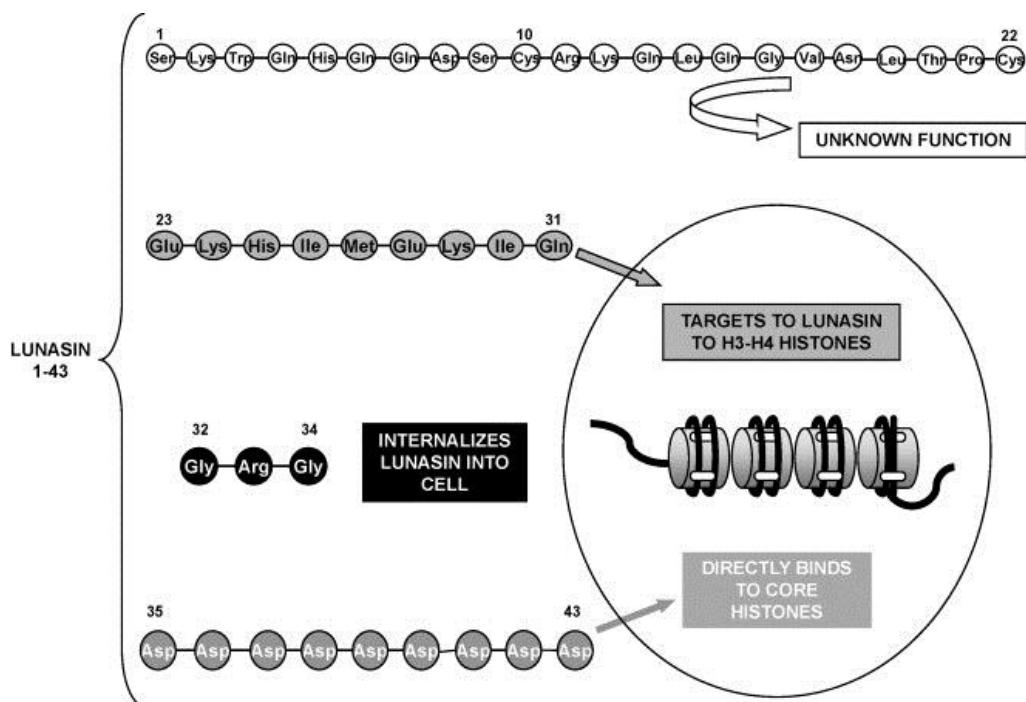 1 10 22
Ser Lys Trp Gln His Gln Gln Asp Ser Cys Arg Lys Gln Leu Gln Gly Val Asn Leu Thr Pro Cys
UNKNOWN FUNCTION
23 31
Glu Lys His Ile Met Glu Lys Ile Gln
TARGETS TO LUNASIN
TO H3-H4 HISTONES
LUNASIN
1-43
32 34
Gly Arg Gly
INTERNALIZES
LUNASIN INTO
CELL
DIRECTLY BINDS
TO CORE
HISTONES
35 43
Asp Asp Asp Asp Asp Asp Asp Asp Asp